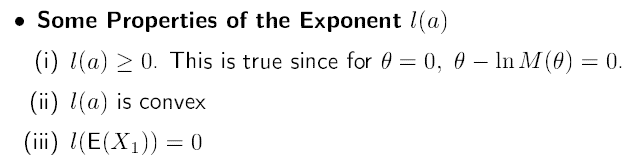 • Some Properties of the Exponent l(a)
(i) l(a) ≥ 0. This is true since for θ = 0, θ − ln M(θ) = 0.
(ii) l(a) is convex
(iii) l(E(X₁)) = 0